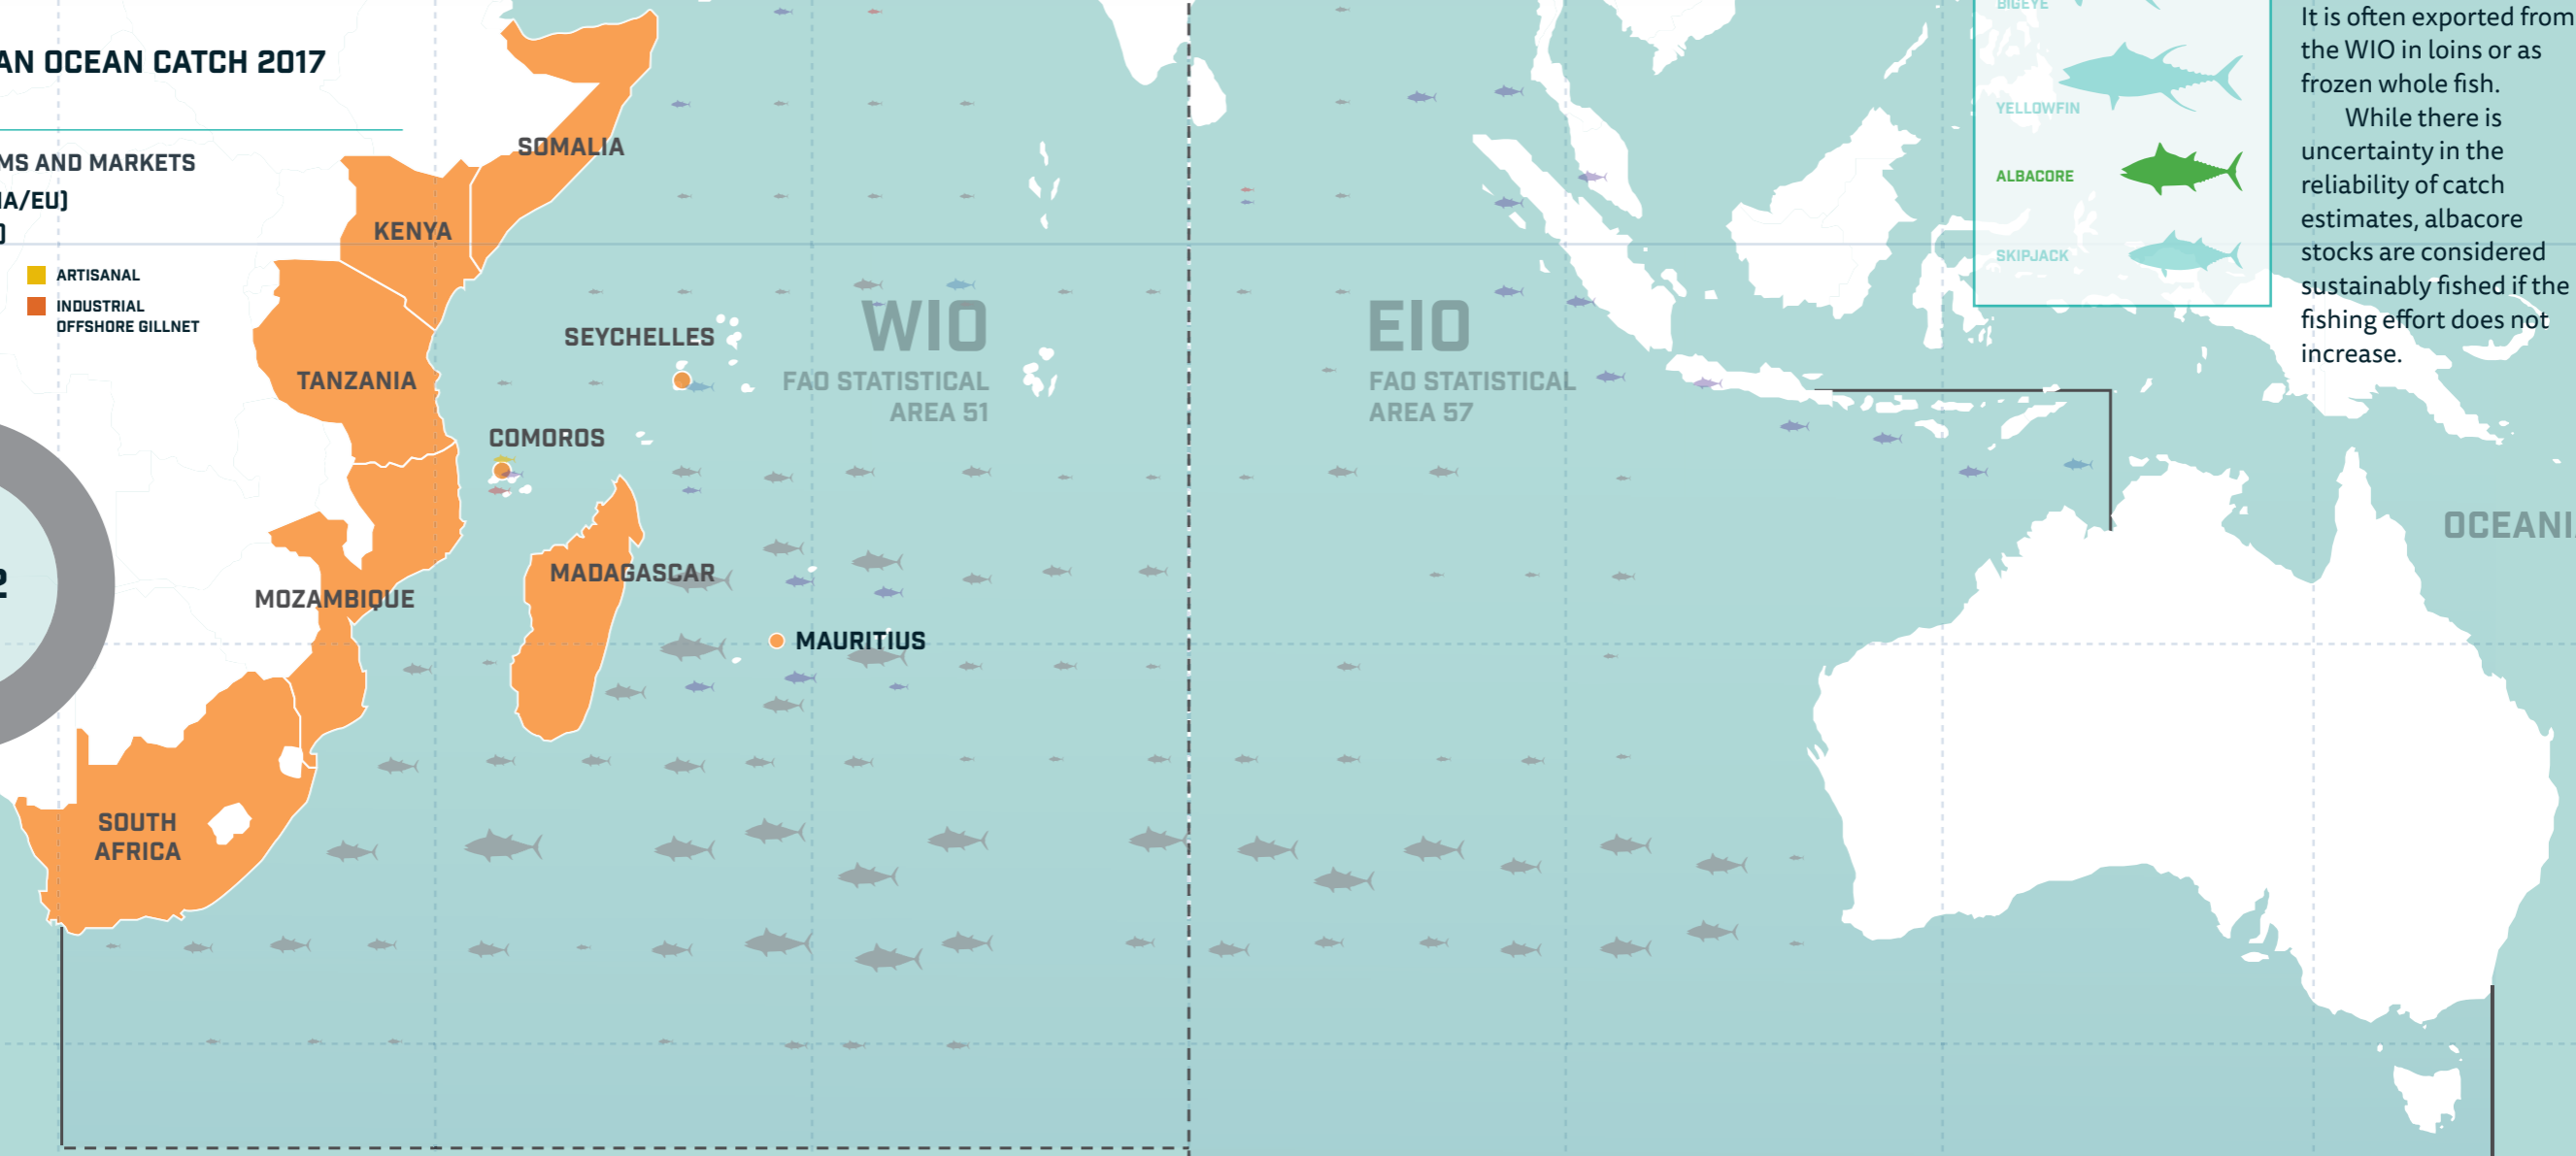 AN OCEAN CATCH 2017
MS AND MARKETS
IA/EU)
)
ARTISANAL
INDUSTRIAL
OFFSHORE GILLNET
2
SOMALIA
KENYA
TANZANIA
SEYCHELLES
COMOROS
MADAGASCAR
MOZAMBIQUE
MAURITIUS
SOUTH
AFRICA
WIO
FAO STATISTICAL
AREA 51
EIO
FAO STATISTICAL
AREA 57
BIGEYE
YELLOWFIN
ALBACORE
SKIPJACK
It is often exported from
the WIO in loins or as
frozen whole fish.
While there is
uncertainty in the
reliability of catch
estimates, albacore
stocks are considered
sustainably fished if the
fishing effort does not
increase.
OCEANI